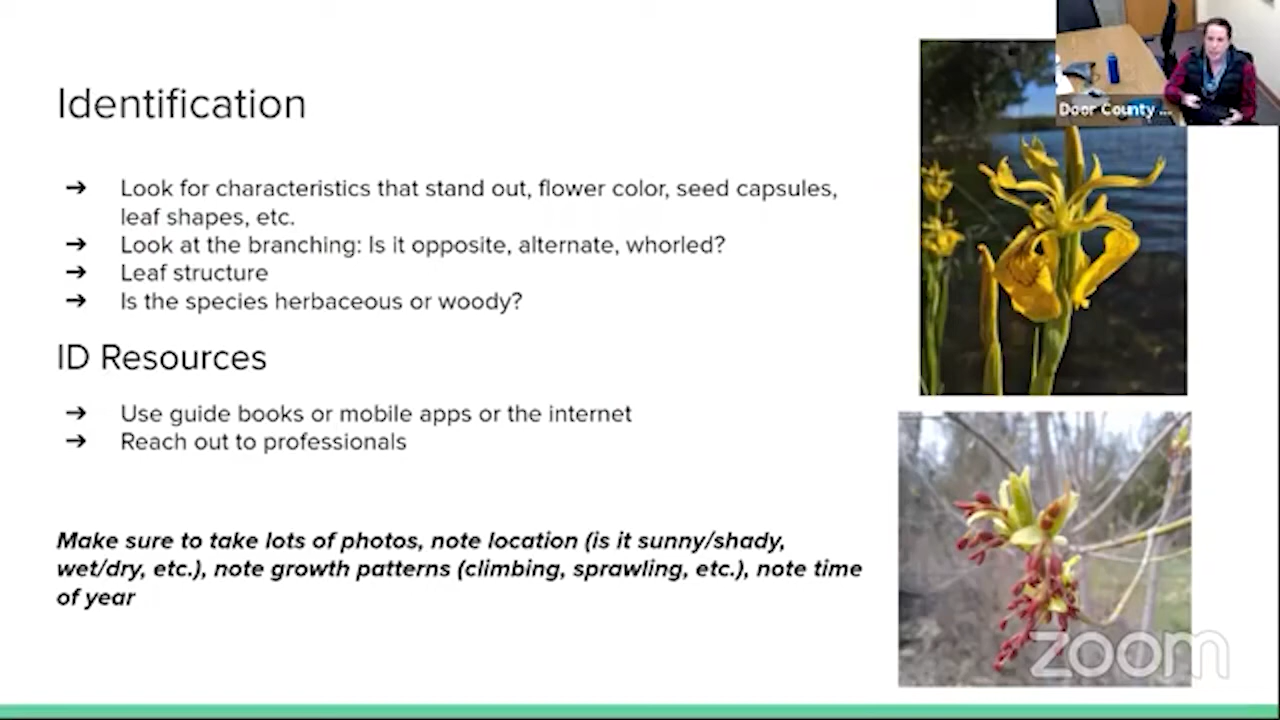 Door County ...
Identification
➔ Look for characteristics that stand out, flower color, seed capsules,
leaf shapes, etc.
➔ Look at the branching: Is it opposite, alternate, whorled?
➔ Leaf structure
➔ Is the species herbaceous or woody?
ID Resources
➔ Use guide books or mobile apps or the internet
➔ Reach out to professionals
Make sure to take lots of photos, note location (is it sunny/shady,
wet/dry, etc.), note growth patterns (climbing, sprawling, etc.), note time
of year
zoom